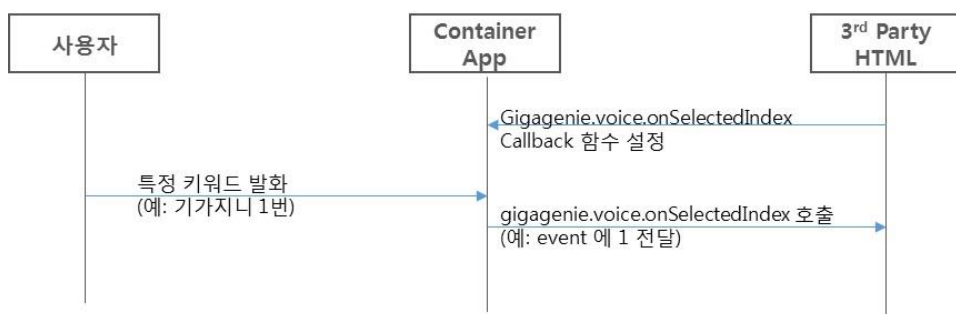 사용자
Container
App
3rd Party
HTML
Gigagenie.voice.onSelectedIndex
Callback 함수 설정
특정 키워드 발화
(예: 기가지니 1번)
gigagenie.voice.onSelectedIndex 호출
(예: event 에 1 전달)